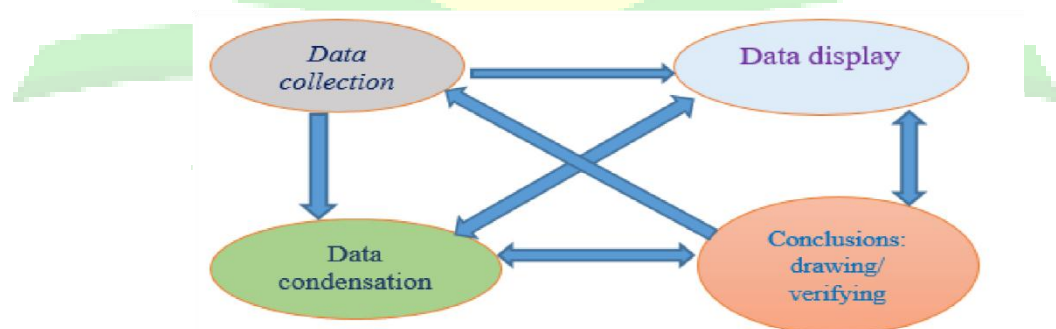 Data
collection
Data display
Data
condensation
Conclusions:
drawing/
verifying